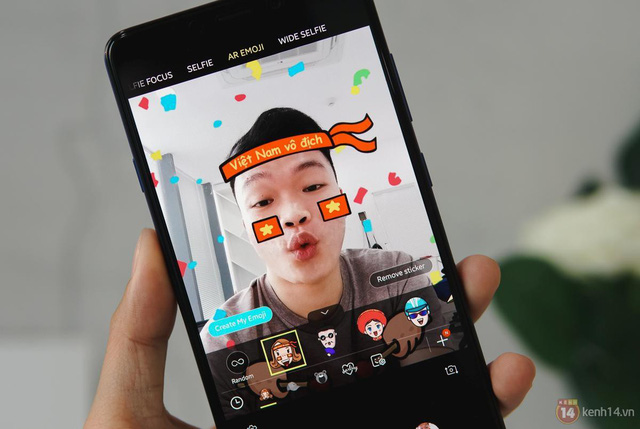 FIE FOCUS
SELFIE
AR EMOJI
WIDE SELFIE
Việt Nam vô địch
Remove sticker
Create My Emoji
Random
14 kenh14.vn